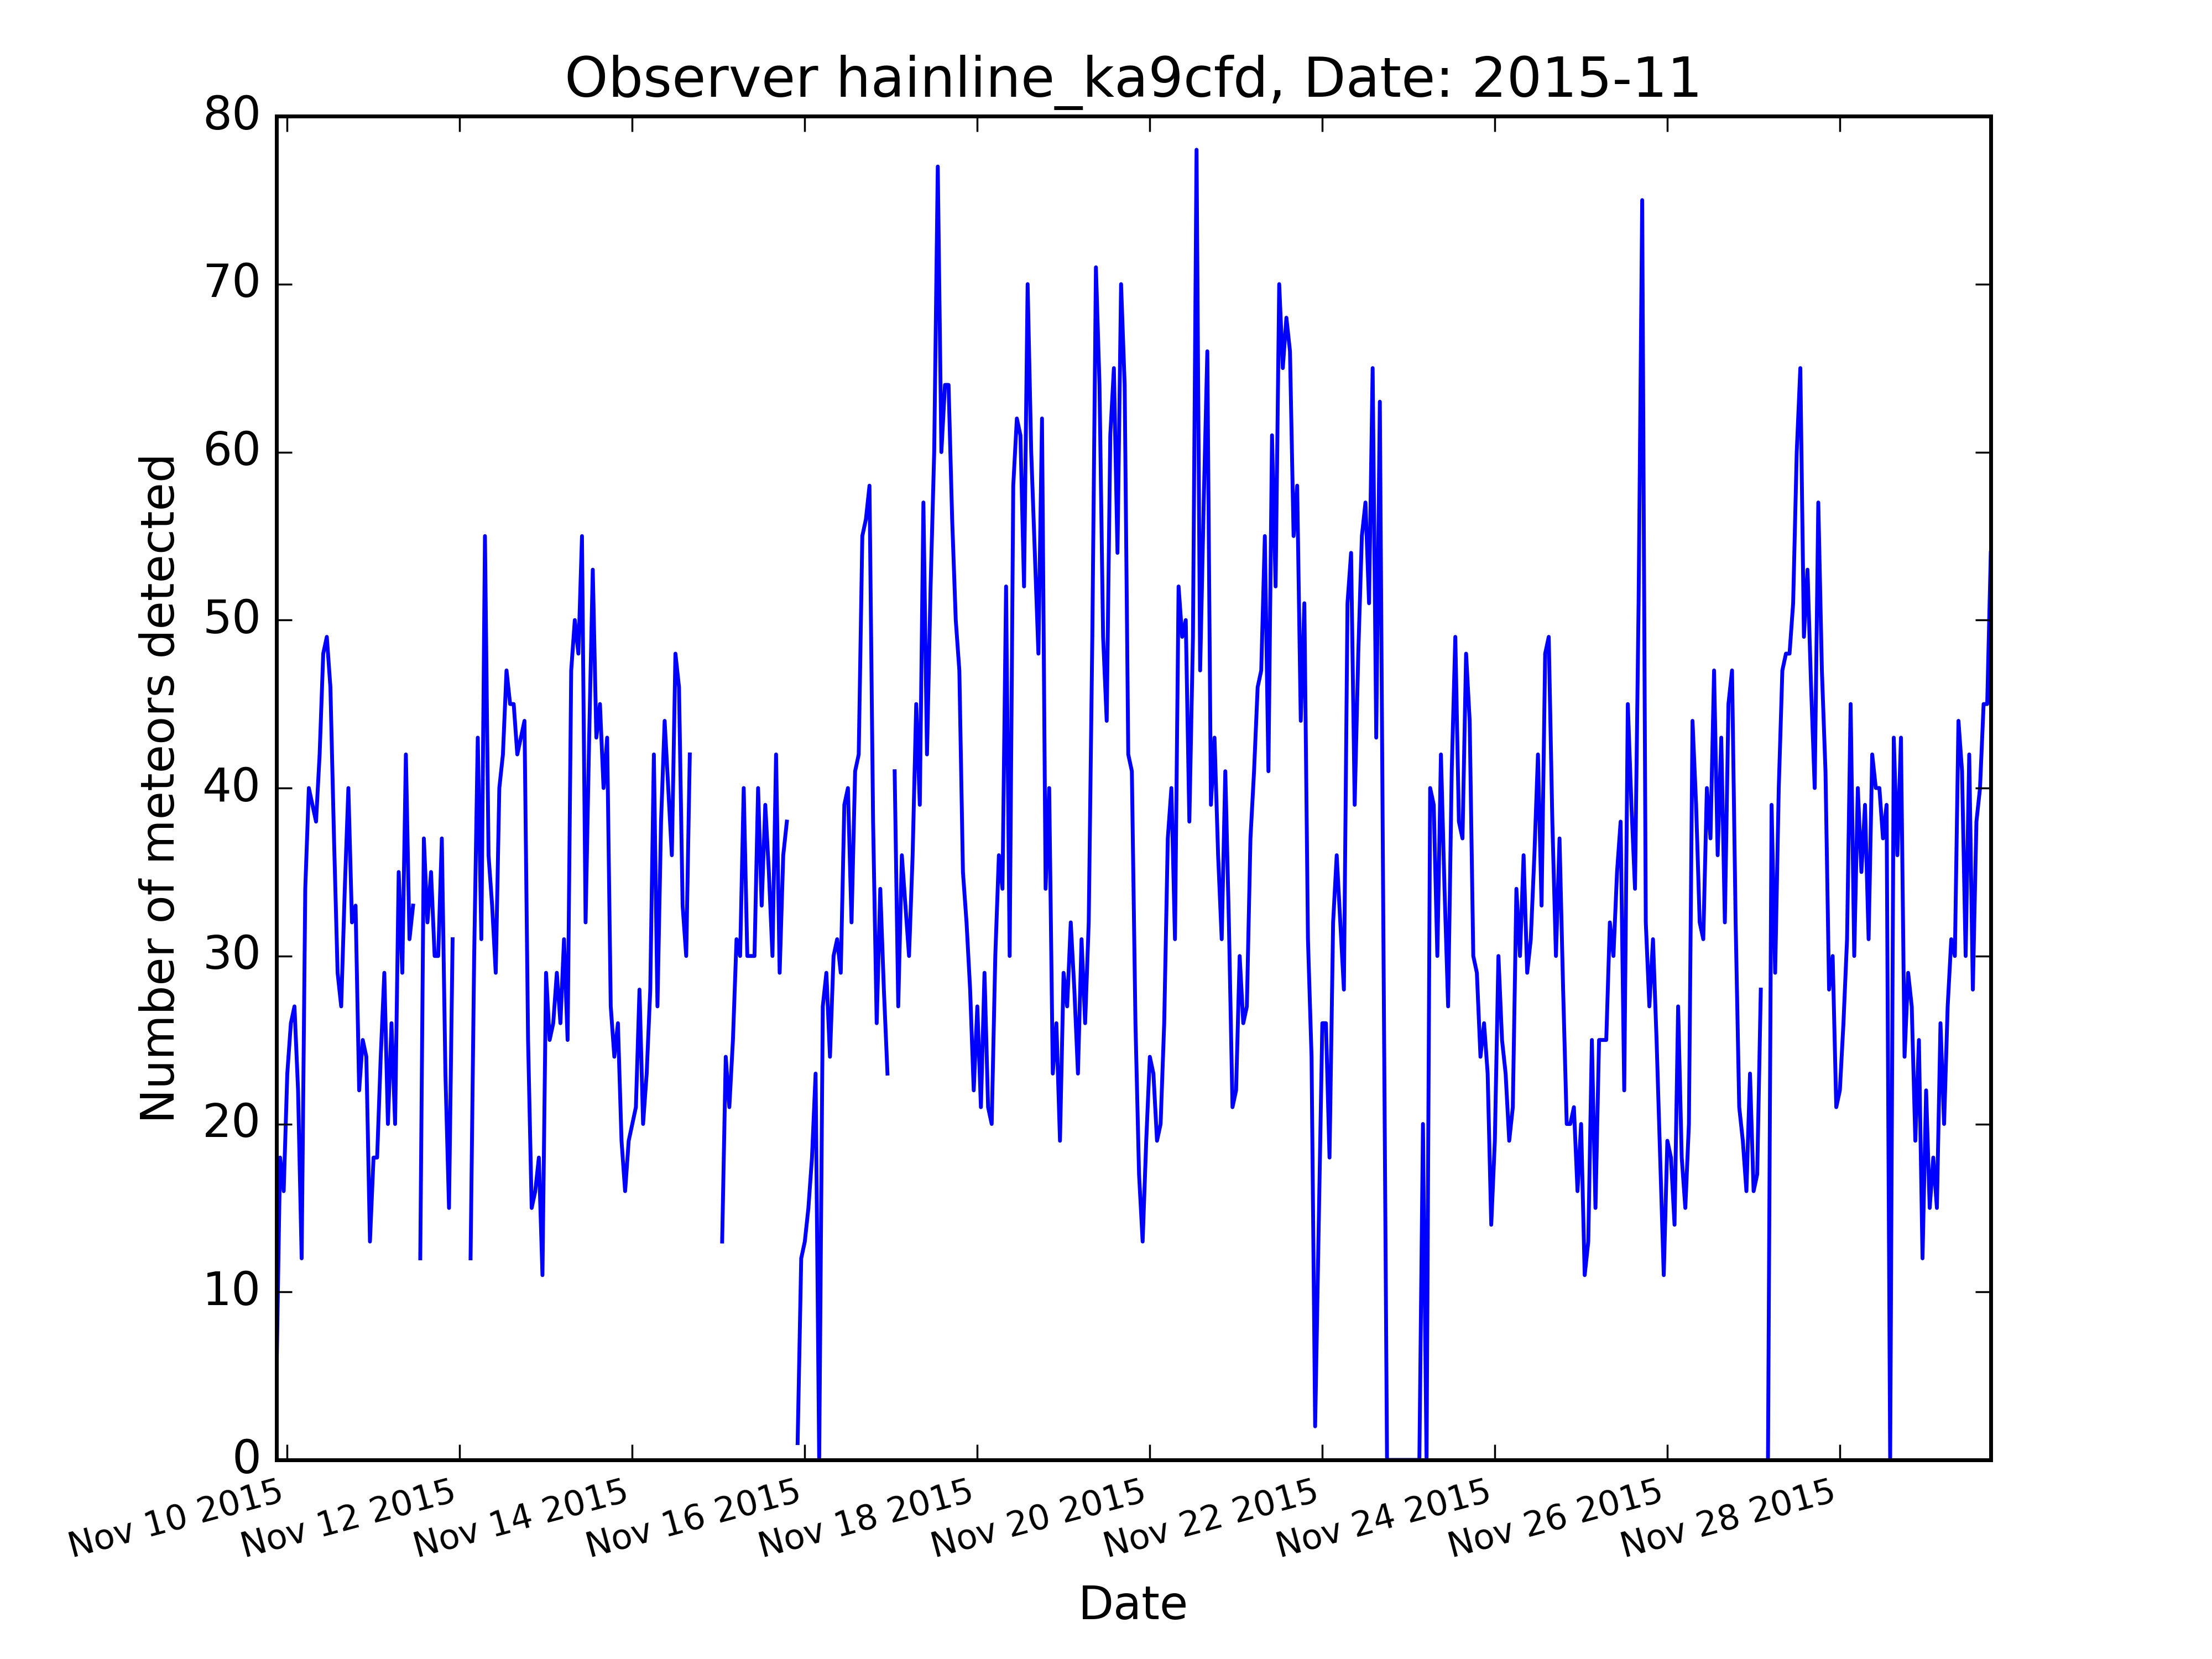 Observer hainline_ka9cfd, Date: 2015-11
Number of meteors detected
80
70
60
50
40
30
20
10
0
Nov 10 2015
Nov 12 2015
Nov 14 2015
Nov 16 2015
Nov 18 2015
Nov 20 2015
Nov 22 2015
Nov 24 2015
Nov 26 2015
Nov 28 2015
Date